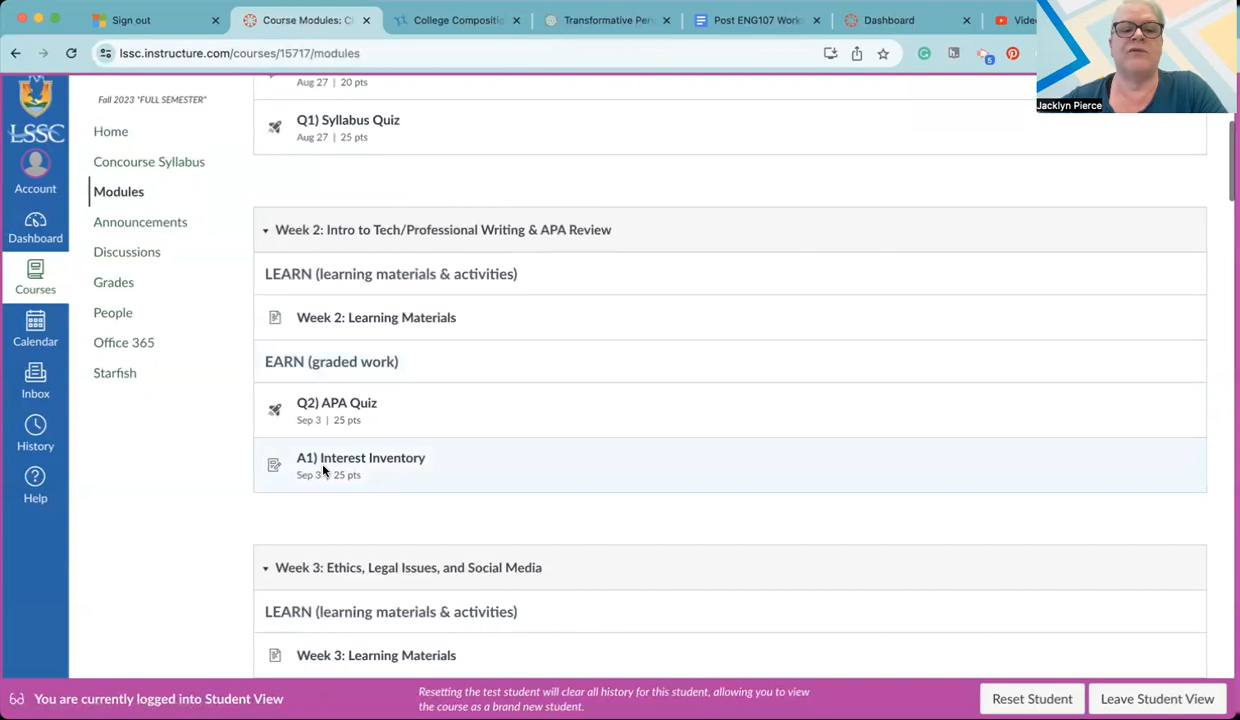 Sign out
Course Modules: Cl
College Compositio
Transformative Per
Post ENG107 Work
Dashboard
Vide
lssc.instructure.com/courses/15717/modules
5
Jacklyn Pierce
LSSC
Account
Dashboard
Courses
Calendar
Inbox
History
Help
Fall 2023 "FULL SEMESTER"
Home
Concourse Syllabus
Modules
Announcements
Discussions
Grades
People
Office 365
Starfish
Aug 27 | 20 pts
Q1) Syllabus Quiz
Aug 27 | 25 pts
Week 2: Intro to Tech/Professional Writing & APA Review
LEARN (learning materials & activities)
Week 2: Learning Materials
EARN (graded work)
Q2) APA Quiz
Sep 3 | 25 pts
A1) Interest Inventory
Sep 3 25 pts
Week 3: Ethics, Legal Issues, and Social Media
LEARN (learning materials & activities)
Week 3: Learning Materials
You are currently logged into Student View
Resetting the test student will clear all history for this student, allowing you to view
the course as a brand new student.
Reset Student
Leave Student View